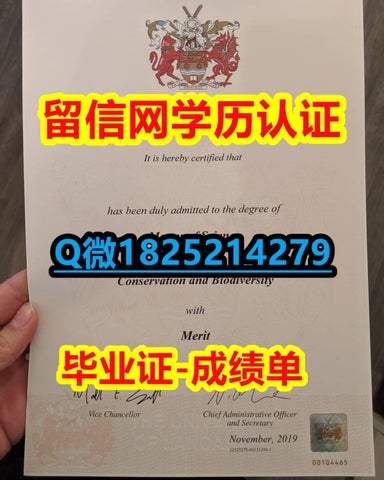 留信网学历认证
It is hereby certified that
has been duly admitted to the degree of
Q微1825214279
Conservation and Biodiversity
with
Merit
毕业证-成绩单
Vice Chancellor
Chief Administrative Officer
and Secretary
November, 2019
00104465